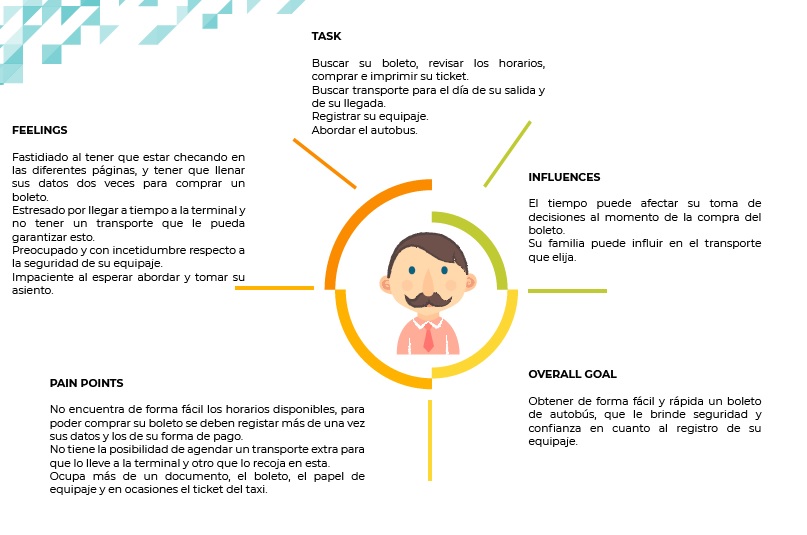 TASK
Buscar su boleto, revisar los horarios,
comprar e imprimir su ticket.
Buscar transporte para el día de su salida y
de su llegada.
Registrar su equipaje.
Abordar el autobus.
FEELINGS
Fastidiado al tener que estar checando en
las diferentes páginas, y tener que llenar
sus datos dos veces para comprar un
boleto.
Estresado por llegar a tiempo a la terminal y
no tener un transporte que le pueda
garantizar esto.
Preocupado y con incetidumbre respecto a
la seguridad de su equipaje.
Impaciente al esperar abordar y tomar su
asiento.
INFLUENCES
El tiempo puede afectar su toma de
decisiones al momento de la compra del
boleto.
Su familia puede influir en el transporte
que elija.
PAIN POINTS
No encuentra de forma fácil los horarios disponibles, para
poder comprar su boleto se deben registar más de una vez
sus datos y los de su forma de pago.
No tiene la posibilidad de agendar un transporte extra para
que lo lleve a la terminal y otro que lo recoja en esta.
Ocupa más de un documento, el boleto, el papel de
equipaje y en ocasiones el ticket del taxi.
OVERALL GOAL
Obtener de forma fácil y rápida un boleto
de autobús, que le brinde seguridad y
confianza en cuanto al registro de su
equipaje.